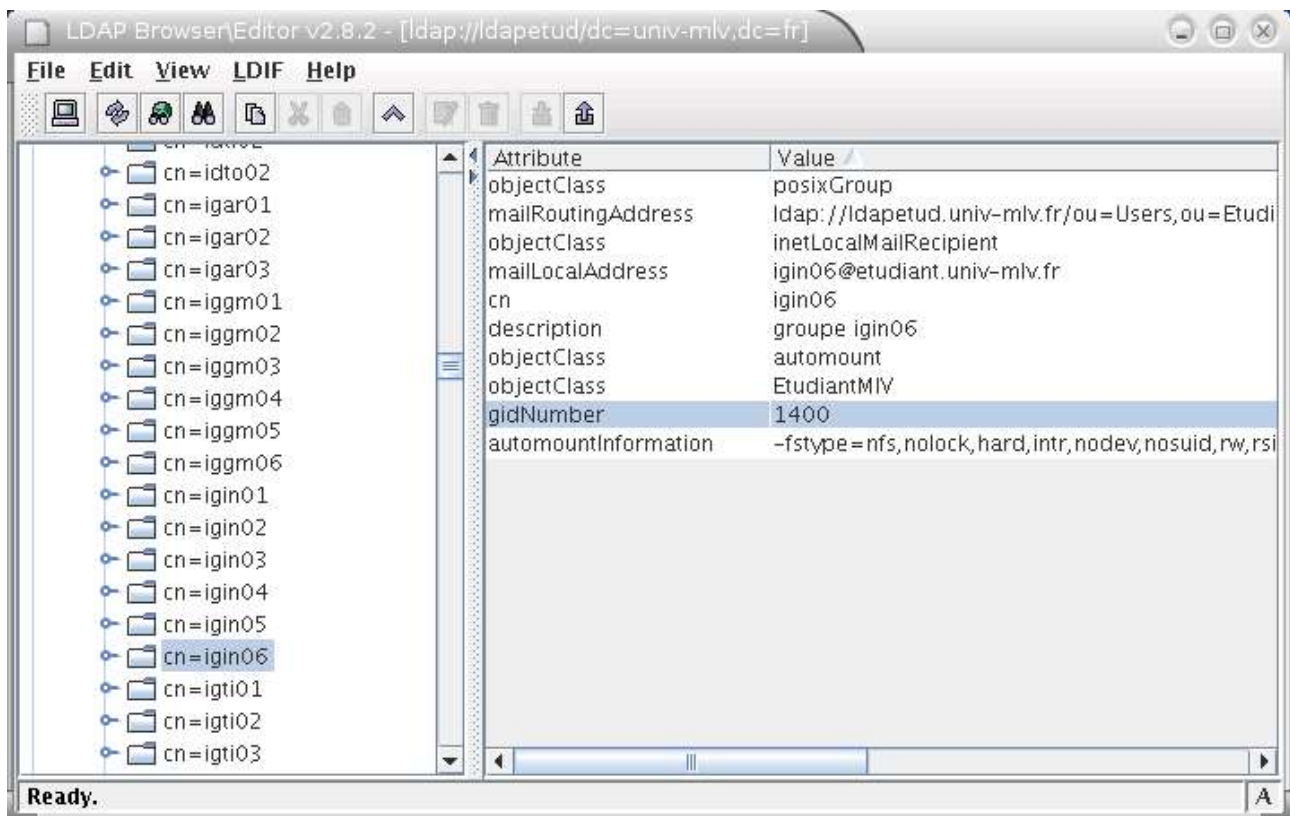 LDAP Browser\Editor v2.8.2 - [ldap://ldapetud/dc=univ-mlv,dc=fr]
File Edit View LDIF Help
cn=idto02
cn=igar01
cn=igar02
cn=igar03
cn=iggm01
cn=iggm02
cn=iggm03
cn=iggm04
cn=iggm05
cn=iggm06
cn=igin01
cn=igin02
cn=igin03
cn=igin04
cn=igin05
cn=igin06
cn=igti01
cn=igti02
cn=igti03
Attribute Value
objectClass posixGroup
mailRoutingAddress ldap://ldapetud.univ-mlv.fr/ou=Users,ou=Etudi
objectClass inetLocalMailRecipient
mailLocalAddress igin06@etudiant.univ-mlv.fr
cn igin06
description groupe igin06
objectClass automount
objectClass EtudiantMlV
gidNumber 1400
automountInformation -fstype=nfs,nolock,hard,intr,nodev,nosuid,rw,rsi
Ready. A